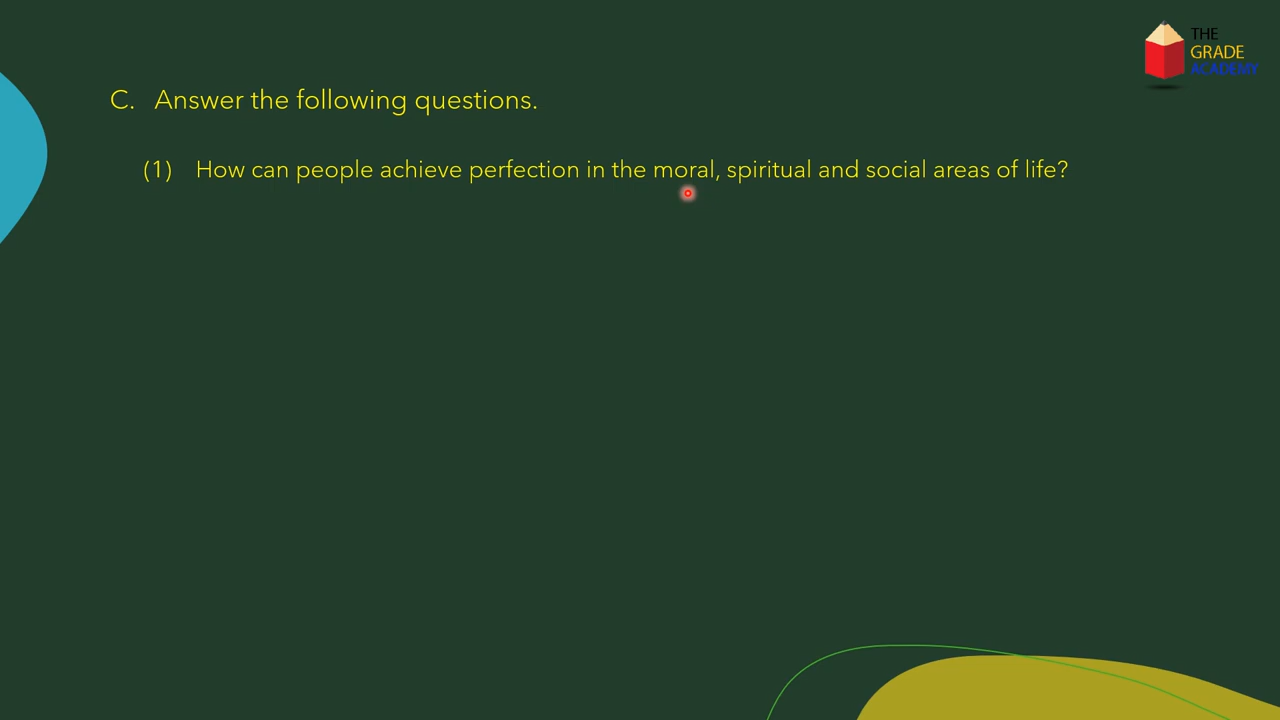 THE
GRADE
ACADEMY
C. Answer the following questions.
(1) How can people achieve perfection in the moral, spiritual and social areas of life?